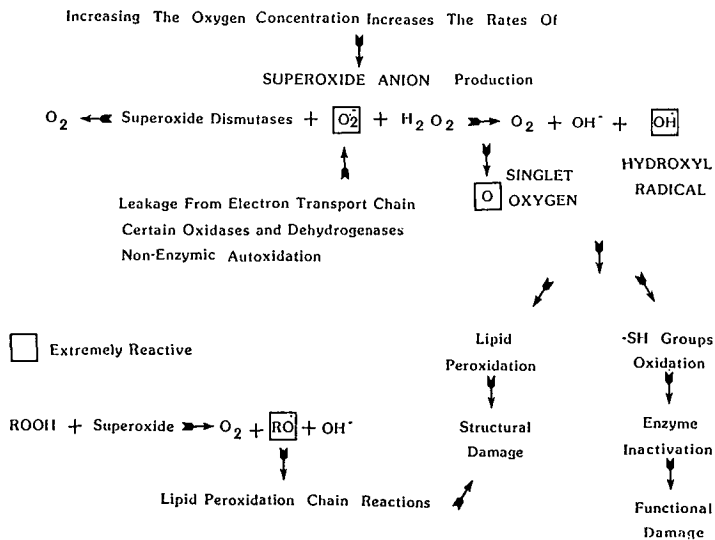 Increasing The Oxygen Concentration Increases The Rates Of
SUPEROXIDE ANION Production
O2 Superoxide Dismutases + O2·̄ + H2O2 O2 + OH- + OH·
SINGLET
OXYGEN
O
HYDROXYL
RADICAL
Leakage From Electron Transport Chain
Certain Oxidases and Dehydrogenases
Non-Enzymic Autoxidation
Extremely Reactive
Lipid
Peroxidation
-SH Groups
Oxidation
ROOH + Superoxide O2 + RO· + OH-
Structural
Damage
Enzyme
Inactivation
Lipid Peroxidation Chain Reactions
Functional
Damage